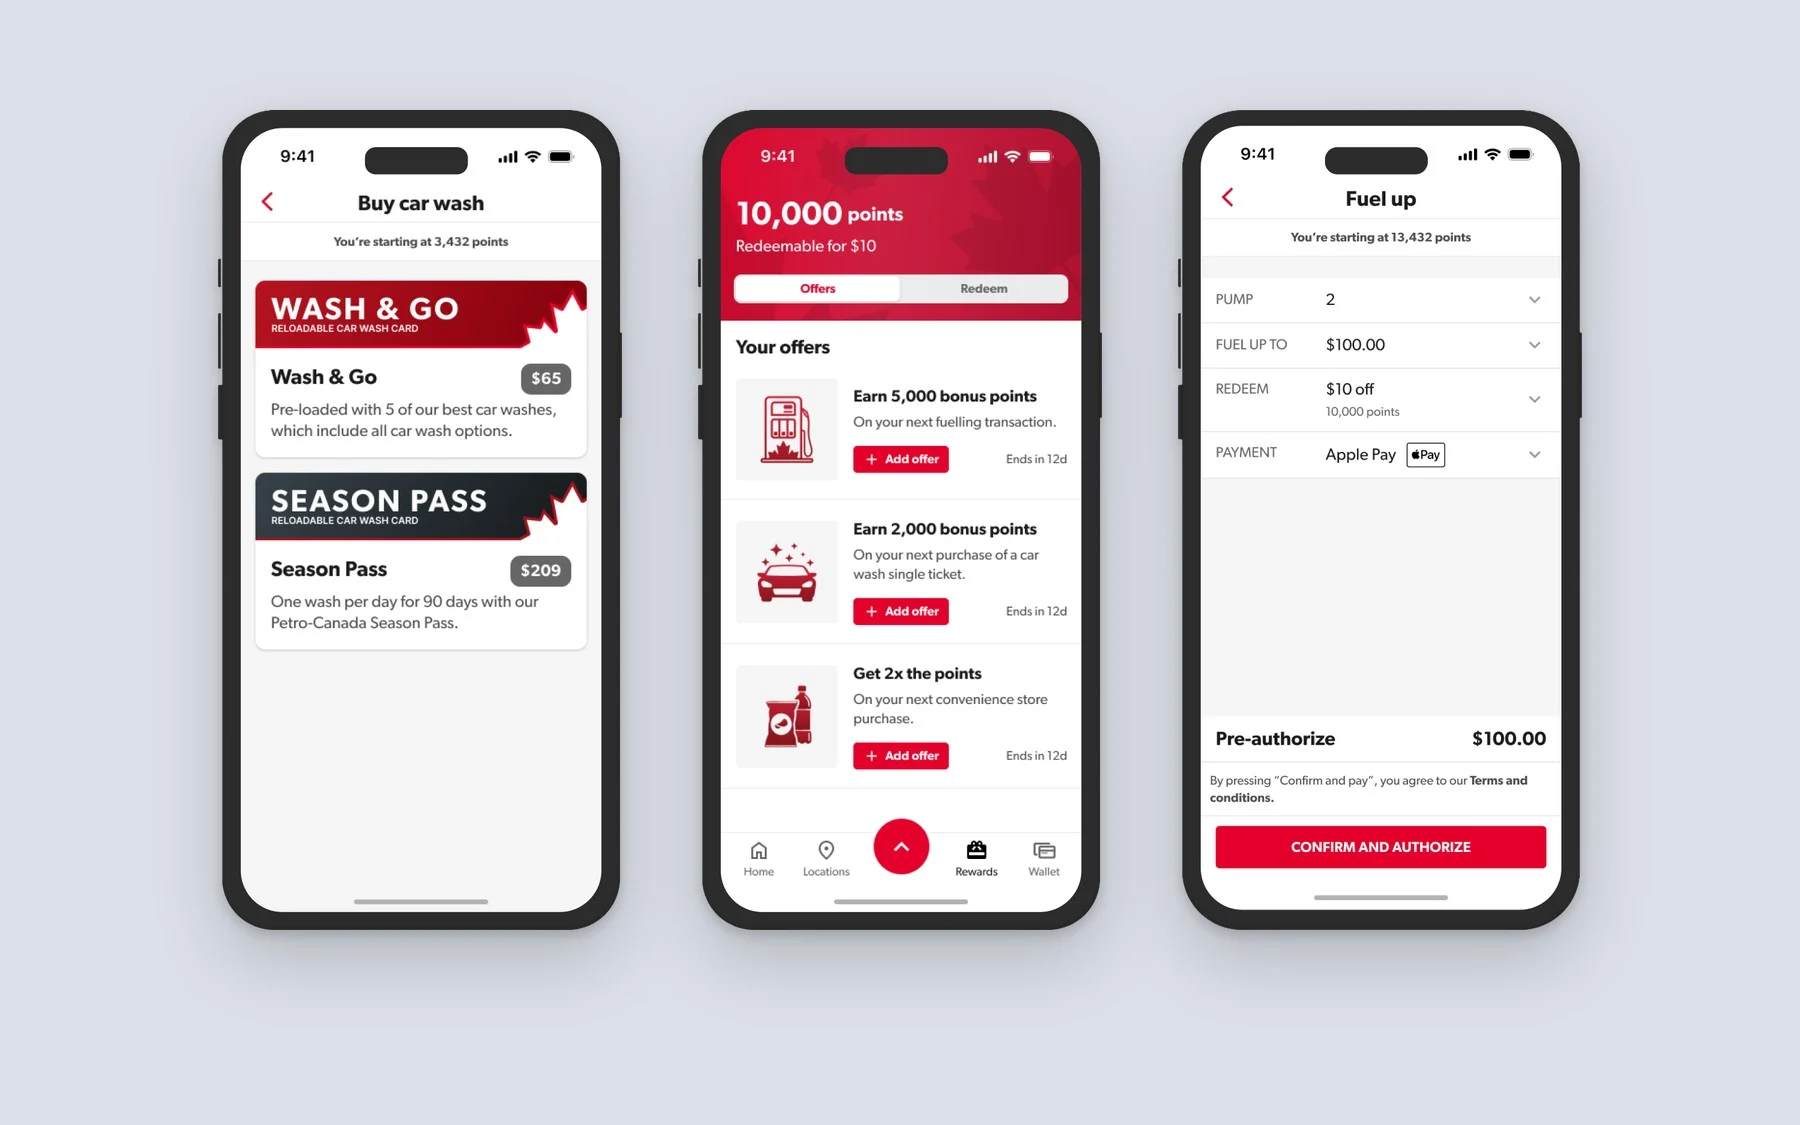 9:41
Buy car wash
You're starting at 3,432 points
WASH & GO
RELOADABLE CAR WASH CARD
Wash & Go
$65
Pre-loaded with 5 of our best car washes,
which include all car wash options.
SEASON PASS
RELOADABLE CAR WASH CARD
Season Pass
$209
One wash per day for 90 days with our
Petro-Canada Season Pass.
9:41
10,000 points
Redeemable for $10
Offers
Redeem
Your offers
Earn 5,000 bonus points
On your next fuelling transaction.
+ Add offer
Ends in 12d
Earn 2,000 bonus points
On your next purchase of a car
wash single ticket.
+ Add offer
Ends in 12d
Get 2x the points
On your next convenience store
purchase.
+ Add offer
Ends in 12d
Home
Locations
Rewards
Wallet
9:41
Fuel up
You're starting at 13,432 points
PUMP
2
FUEL UP TO
$100.00
REDEEM
$10 off
10,000 points
PAYMENT
Apple Pay
Pay
Pre-authorize
$100.00
By pressing "Confirm and pay", you agree to our Terms and
conditions.
CONFIRM AND AUTHORIZE